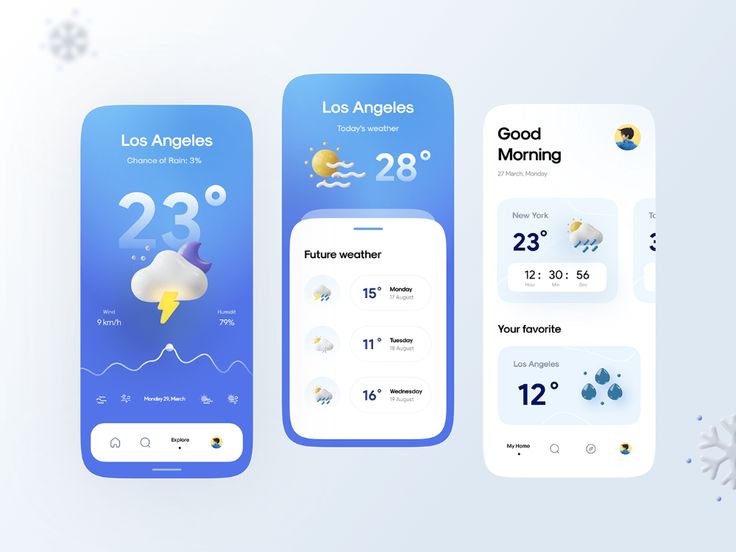 Los Angeles
Chance of Rain: 3%
23°
Wind
9 km/h
Humidid
79%
Monday 29, March
Explore
Los Angeles
Today's weather
28°
Future weather
15°
Monday
17 August
11°
Tuesday
18 August
16°
Wednesday
19 August
Good
Morning
27 March, Monday
New York
23°
12 : 30 : 56
Hour Min Sec
To
Your favorite
Los Angeles
12°
My Home